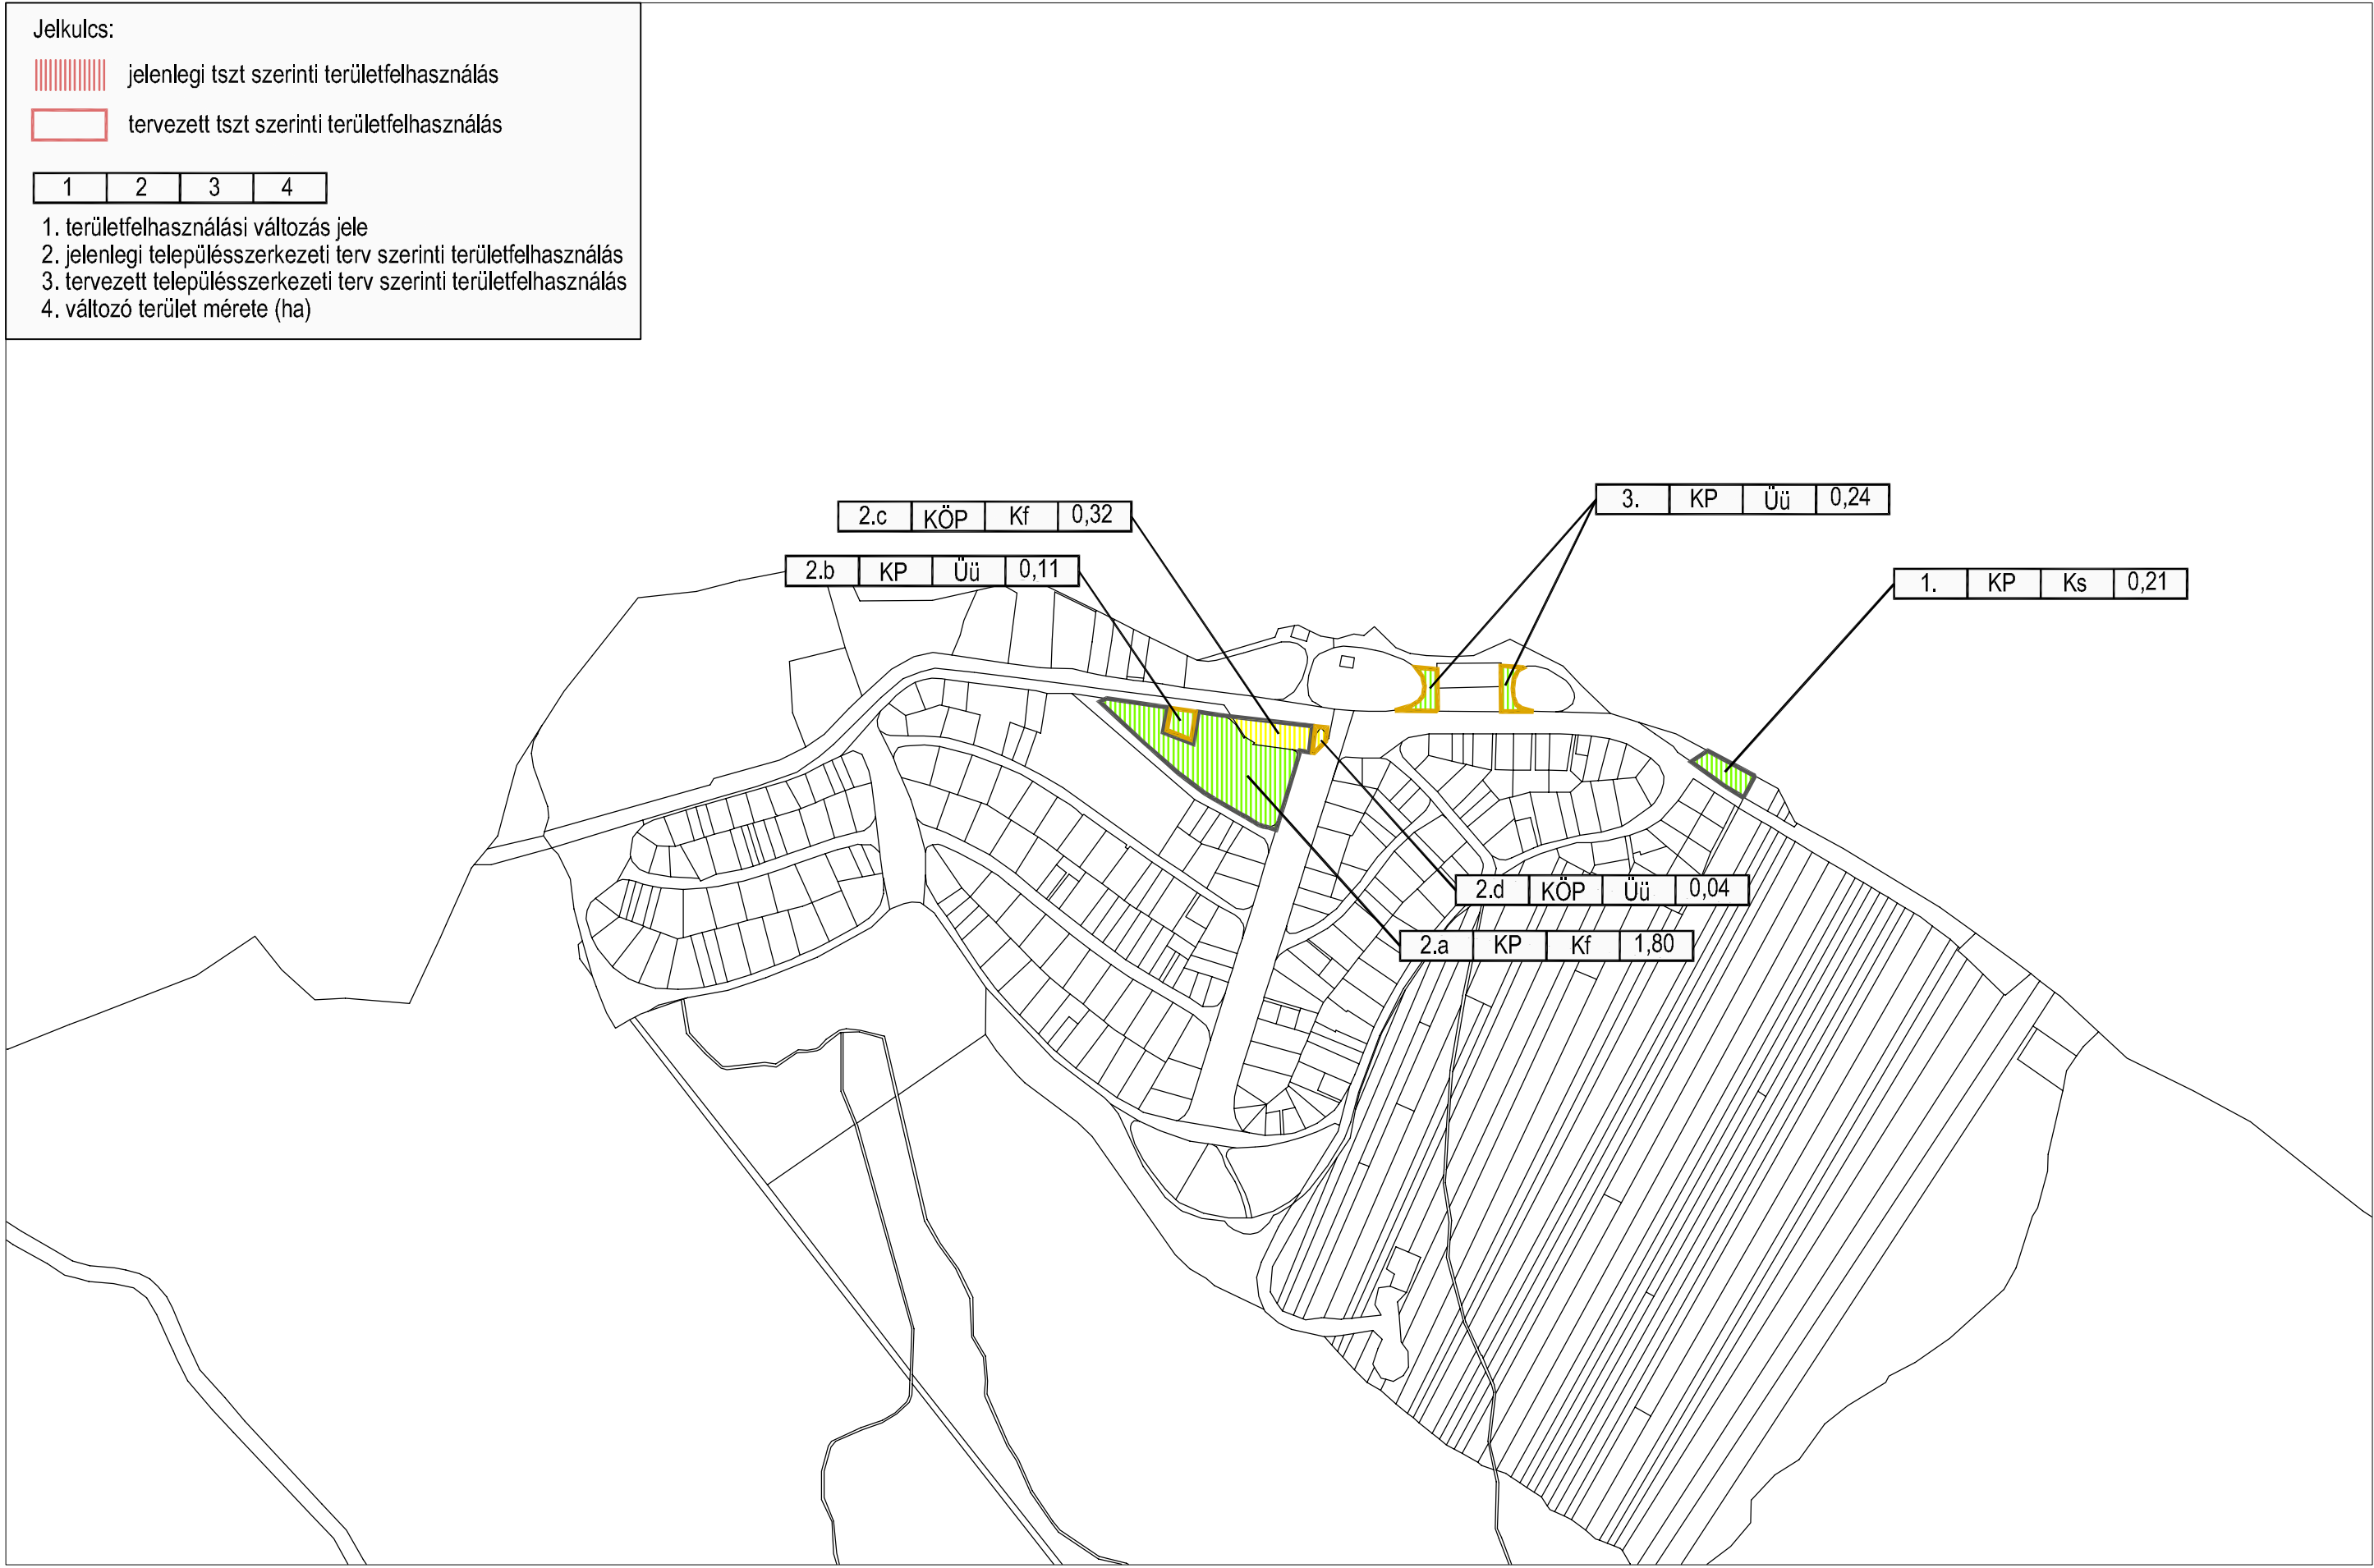 Jelkulcs:
jelenlegi tszt szerinti területfelhasználás
tervezett tszt szerinti területfelhasználás
1 2 3 4
1. területfelhasználási változás jele
2. jelenlegi településszerkezeti terv szerinti területfelhasználás
3. tervezett településszerkezeti terv szerinti területfelhasználás
4. változó terület mérete (ha)
3. KP Üü 0,24
2.c KÖP Kf 0,32
2.b KP Üü 0,11
1. KP Ks 0,21
2.d KÖP Üü 0,04
2.a KP Kf 1,80